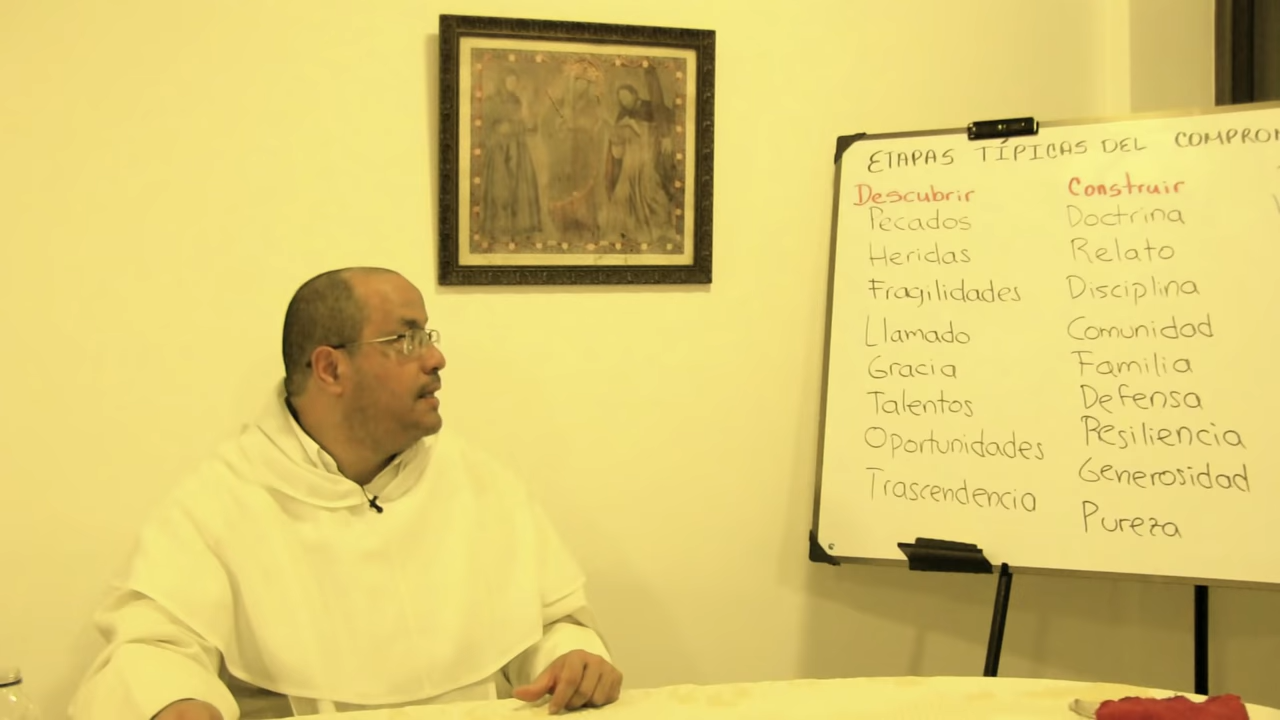 ETAPAS TÍPICAS DEL COMPROM
Descubrir
Pecados
Heridas
Fragilidades
Llamado
Gracia
Talentos
Oportunidades
Trascendencia
Construir
Doctrina
Relato
Disciplina
Comunidad
Familia
Defensa
Resiliencia
Generosidad
Pureza